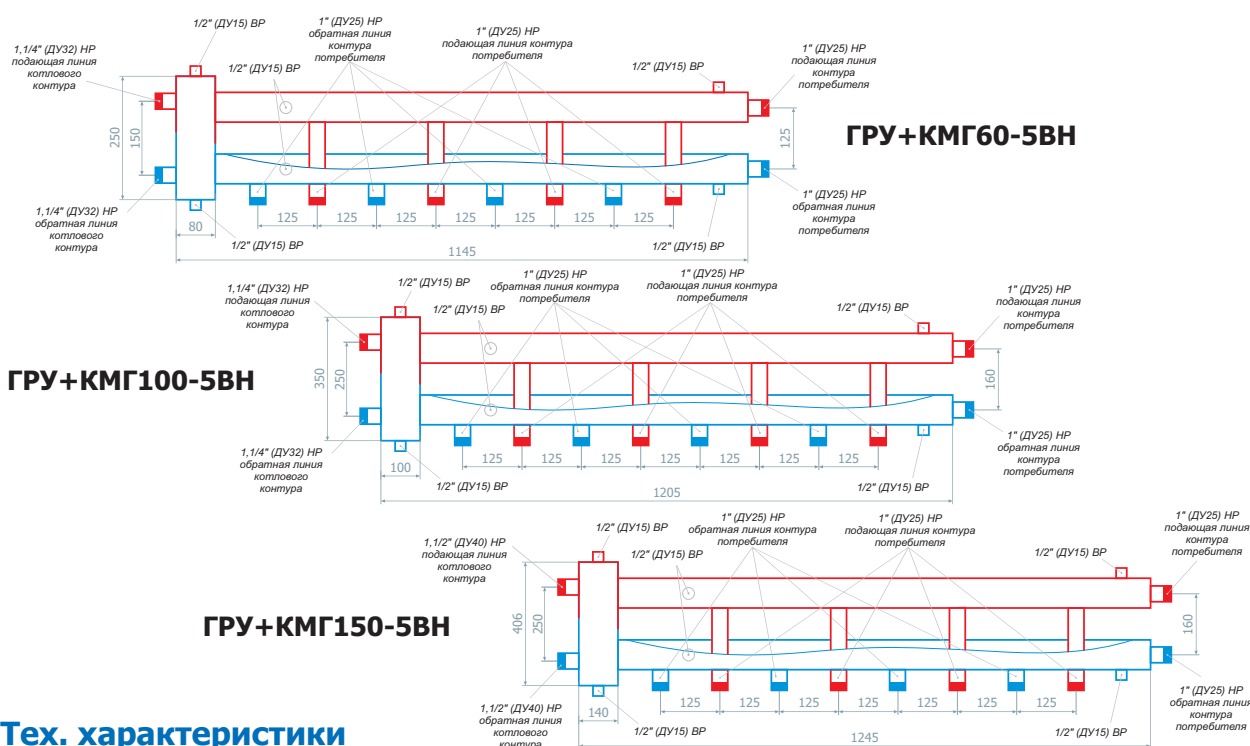 1/2" (ДУ15) ВР
1" (ДУ25) НР
обратная линия
контура
потребителя
1" (ДУ25) НР
подающая линия контура
потребителя
1,1/4" (ДУ32) НР
подающая линия
котлового
контура
1/2" (ДУ15) ВР
1/2" (ДУ15) ВР
1" (ДУ25) НР
подающая линия
контура
потребителя
ГРУ+КМГ60-5ВН
250
150
125
1,1/4" (ДУ32) НР
обратная линия
котлового
контура
80
125
125
125
125
125
125
125
1/2" (ДУ15) ВР
1/2" (ДУ15) ВР
1" (ДУ25) НР
обратная линия
контура
потребителя
1145
1,1/4" (ДУ32) НР
подающая линия
котлового
контура
1/2" (ДУ15) ВР
1/2" (ДУ15) ВР
1" (ДУ25) НР
обратная линия контура
потребителя
1" (ДУ25) НР
подающая линия контура
потребителя
1/2" (ДУ15) ВР
1" (ДУ25) НР
подающая линия
контура
потребителя
ГРУ+КМГ100-5ВН
350
250
160
1,1/4" (ДУ32) НР
обратная линия
котлового
контура
100
125
125
125
125
125
125
125
1/2" (ДУ15) ВР
1/2" (ДУ15) ВР
1" (ДУ25) НР
обратная линия
контура
потребителя
1205
1,1/2" (ДУ40) НР
подающая линия
котлового
контура
1/2" (ДУ15) ВР
1/2" (ДУ15) ВР
1" (ДУ25) НР
обратная линия контура
потребителя
1" (ДУ25) НР
подающая линия контура
потребителя
1/2" (ДУ15) ВР
1" (ДУ25) НР
подающая линия
контура
потребителя
ГРУ+КМГ150-5ВН
406
250
160
1,1/2" (ДУ40) НР
обратная линия
котлового
контура
140
125
125
125
125
125
125
125
1/2" (ДУ15) ВР
1/2" (ДУ15) ВР
1" (ДУ25) НР
обратная линия
контура
потребителя
1245
Тех. характеристики